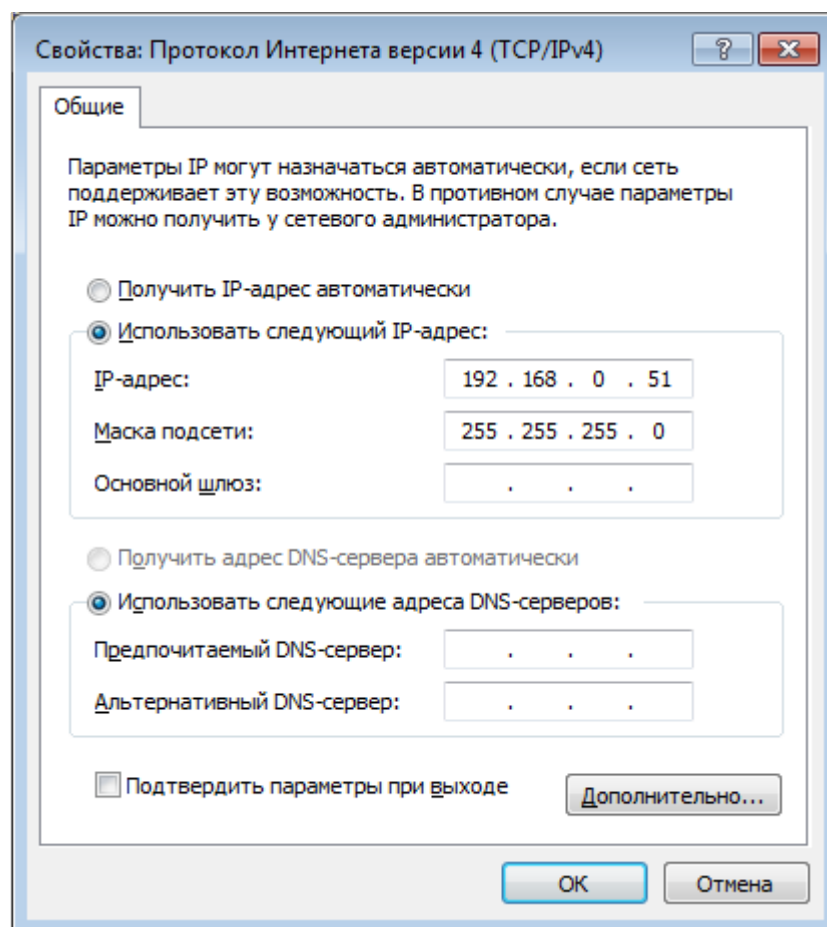 Свойства: Протокол Интернета версии 4 (TCP/IPv4)
?
Общие
Параметры IP могут назначаться автоматически, если сеть
поддерживает эту возможность. В противном случае параметры
IP можно получить у сетевого администратора.
Получить IP-адрес автоматически
Использовать следующий IP-адрес:
IP-адрес: 192 . 168 . 0 . 51
Маска подсети: 255 . 255 . 255 . 0
Основной шлюз: . . .
Получить адрес DNS-сервера автоматически
Использовать следующие адреса DNS-серверов:
Предпочитаемый DNS-сервер: . . .
Альтернативный DNS-сервер: . . .
Подтвердить параметры при выходе
Дополнительно...
ОК Отмена